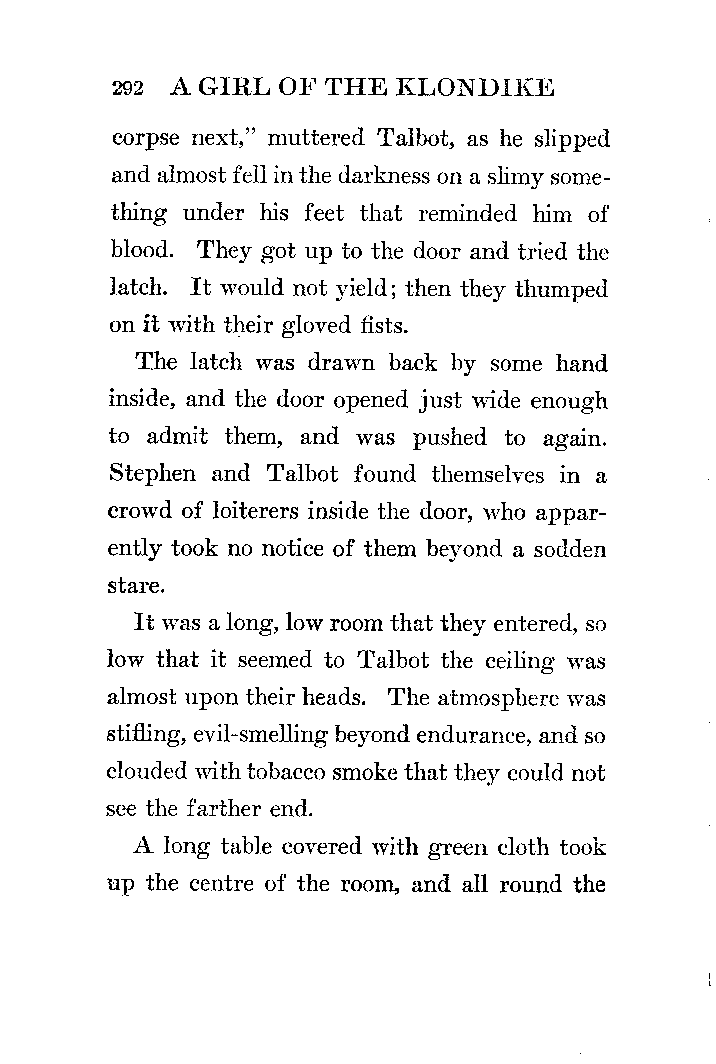 292 A GIRL OF THE KLONDIKE
corpse next,” muttered Talbot, as he slipped
and almost fell in the darkness on a slimy some-
thing under his feet that reminded him of
blood. They got up to the door and tried the
latch. It would not yield; then they thumped
on it with their gloved fists.
The latch was drawn back by some hand
inside, and the door opened just wide enough
to admit them, and was pushed to again.
Stephen and Talbot found themselves in a
crowd of loiterers inside the door, who appar-
ently took no notice of them beyond a sodden
stare.
It was a long, low room that they entered, so
low that it seemed to Talbot the ceiling was
almost upon their heads. The atmosphere was
stifling, evil-smelling beyond endurance, and so
clouded with tobacco smoke that they could not
see the farther end.
A long table covered with green cloth took
up the centre of the room, and all round the